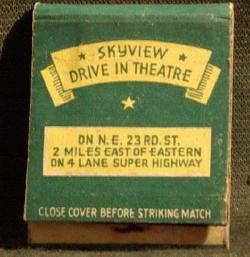 SKYVIEW
DRIVE IN THEATRE
ON N.E. 23 RD. ST.
2 MILES EAST OF EASTERN
ON 4 LANE SUPER HIGHWAY
CLOSE COVER BEFORE STRIKING MATCH